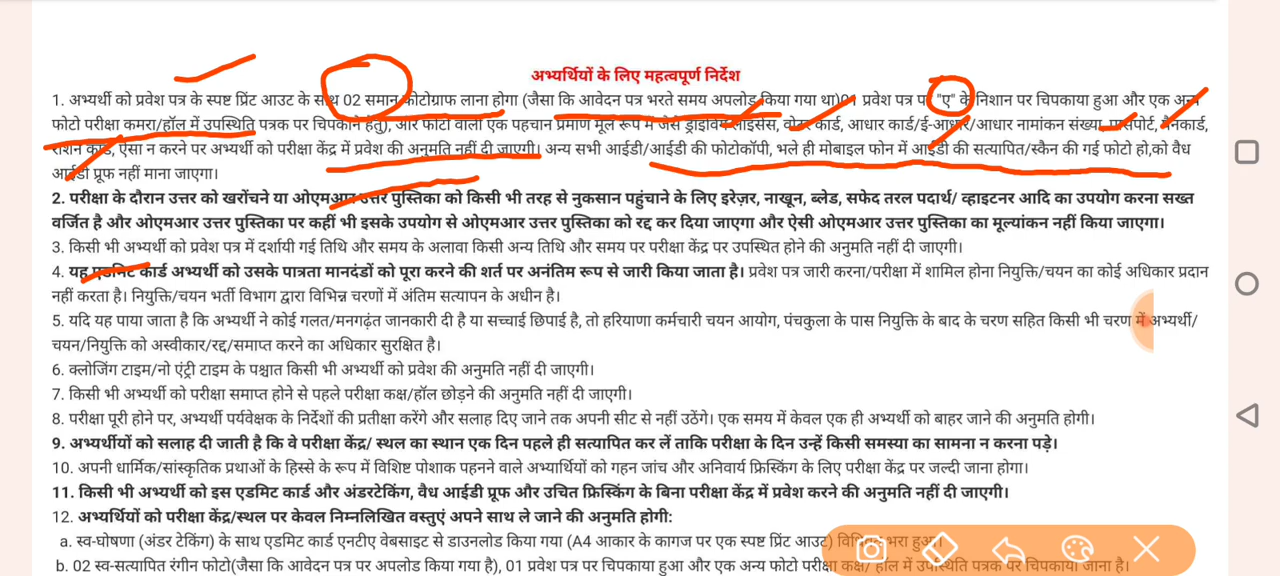 अभ्यर्थियों के लिए महत्वपूर्ण निर्देश
1. अभ्यर्थी को प्रवेश पत्र के स्पष्ट प्रिंट आउट के साथ 02 समान फोटोग्राफ लाना होगा (जैसा कि आवेदन पत्र भरते समय अपलोड किया गया था)01 प्रवेश पत्र पर "ए" के निशान पर चिपकाया हुआ और एक अन्य
फोटो परीक्षा कमरा/हॉल में उपस्थिति पत्रक पर चिपकाने हेतु), और फोटो वाला एक पहचान प्रमाण मूल रूप में जैसे ड्राइविंग लाइसेंस, वोटर कार्ड, आधार कार्ड/ई-आधार/आधार नामांकन संख्या, पासपोर्ट, पैनकार्ड,
राशन कार्ड, ऐसा न करने पर अभ्यर्थी को परीक्षा केंद्र में प्रवेश की अनुमति नहीं दी जाएगी। अन्य सभी आईडी/आईडी की फोटोकॉपी, भले ही मोबाइल फोन में आईडी की सत्यापित/स्कैन की गई फोटो हो,को वैध
आईडी प्रूफ नहीं माना जाएगा।
2. परीक्षा के दौरान उत्तर को खरोंचने या ओएमआर उत्तर पुस्तिका को किसी भी तरह से नुकसान पहुंचाने के लिए इरेज़र, नाखून, ब्लेड, सफेद तरल पदार्थ/ व्हाइटनर आदि का उपयोग करना सख्त
वर्जित है और ओएमआर उत्तर पुस्तिका पर कहीं भी इसके उपयोग से ओएमआर उत्तर पुस्तिका को रद्द कर दिया जाएगा और ऐसी ओएमआर उत्तर पुस्तिका का मूल्यांकन नहीं किया जाएगा।
3. किसी भी अभ्यर्थी को प्रवेश पत्र में दर्शायी गई तिथि और समय के अलावा किसी अन्य तिथि और समय पर परीक्षा केंद्र पर उपस्थित होने की अनुमति नहीं दी जाएगी।
4. यह एडमिट कार्ड अभ्यर्थी को उसके पात्रता मानदंडों को पूरा करने की शर्त पर अनंतिम रूप से जारी किया जाता है। प्रवेश पत्र जारी करना/परीक्षा में शामिल होना नियुक्ति/चयन का कोई अधिकार प्रदान
नहीं करता है। नियुक्ति/चयन भर्ती विभाग द्वारा विभिन्न चरणों में अंतिम सत्यापन के अधीन है।
5. यदि यह पाया जाता है कि अभ्यर्थी ने कोई गलत/मनगढ़ंत जानकारी दी है या सच्चाई छिपाई है, तो हरियाणा कर्मचारी चयन आयोग, पंचकुला के पास नियुक्ति के बाद के चरण सहित किसी भी चरण में अभ्यर्थी/
चयन/नियुक्ति को अस्वीकार/रद्द/समाप्त करने का अधिकार सुरक्षित है।
6. क्लोजिंग टाइम/नो एंट्री टाइम के पश्चात किसी भी अभ्यर्थी को प्रवेश की अनुमति नहीं दी जाएगी।
7. किसी भी अभ्यर्थी को परीक्षा समाप्त होने से पहले परीक्षा कक्ष/हॉल छोड़ने की अनुमति नहीं दी जाएगी।
8. परीक्षा पूरी होने पर, अभ्यर्थी पर्यवेक्षक के निर्देशों की प्रतीक्षा करेंगे और सलाह दिए जाने तक अपनी सीट से नहीं उठेंगे। एक समय में केवल एक ही अभ्यर्थी को बाहर जाने की अनुमति होगी।
9. अभ्यर्थीयों को सलाह दी जाती है कि वे परीक्षा केंद्र/ स्थल का स्थान एक दिन पहले ही सत्यापित कर लें ताकि परीक्षा के दिन उन्हें किसी समस्या का सामना न करना पड़े।
10. अपनी धार्मिक/सांस्कृतिक प्रथाओं के हिस्से के रूप में विशिष्ट पोशाक पहनने वाले अभ्यार्थियों को गहन जांच और अनिवार्य फ्रिस्किंग के लिए परीक्षा केंद्र पर जल्दी जाना होगा।
11. किसी भी अभ्यर्थी को इस एडमिट कार्ड और अंडरटेकिंग, वैध आईडी प्रूफ और उचित फ्रिस्किंग के बिना परीक्षा केंद्र में प्रवेश करने की अनुमति नहीं दी जाएगी।
12. अभ्यर्थियों को परीक्षा केंद्र/स्थल पर केवल निम्नलिखित वस्तुएं अपने साथ ले जाने की अनुमति होगी:
a. स्व-घोषणा (अंडर टेकिंग) के साथ एडमिट कार्ड एनटीए वेबसाइट से डाउनलोड किया गया (A4 आकार के कागज पर एक स्पष्ट प्रिंट आउट) भरा हुआ।
b. 02 स्व-सत्यापित रंगीन फोटो(जैसा कि आवेदन पत्र पर अपलोड किया गया है), 01 प्रवेश पत्र पर चिपकाया हुआ और एक अन्य फोटो परीक्षा कक्ष/ हॉल में उपस्थिति पत्रक पर चिपकाया जाना है।